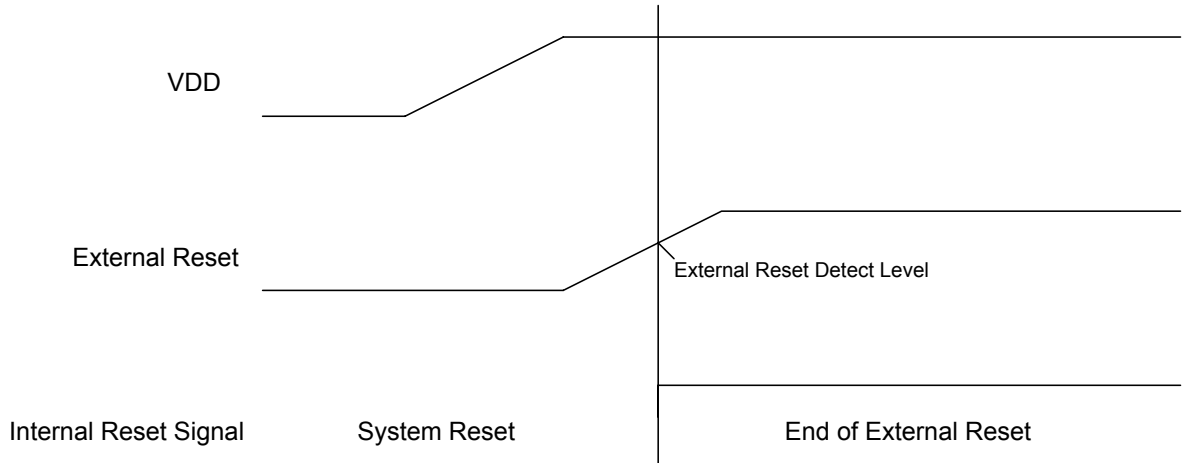 VDD
External Reset
External Reset Detect Level
Internal Reset Signal
System Reset
End of External Reset